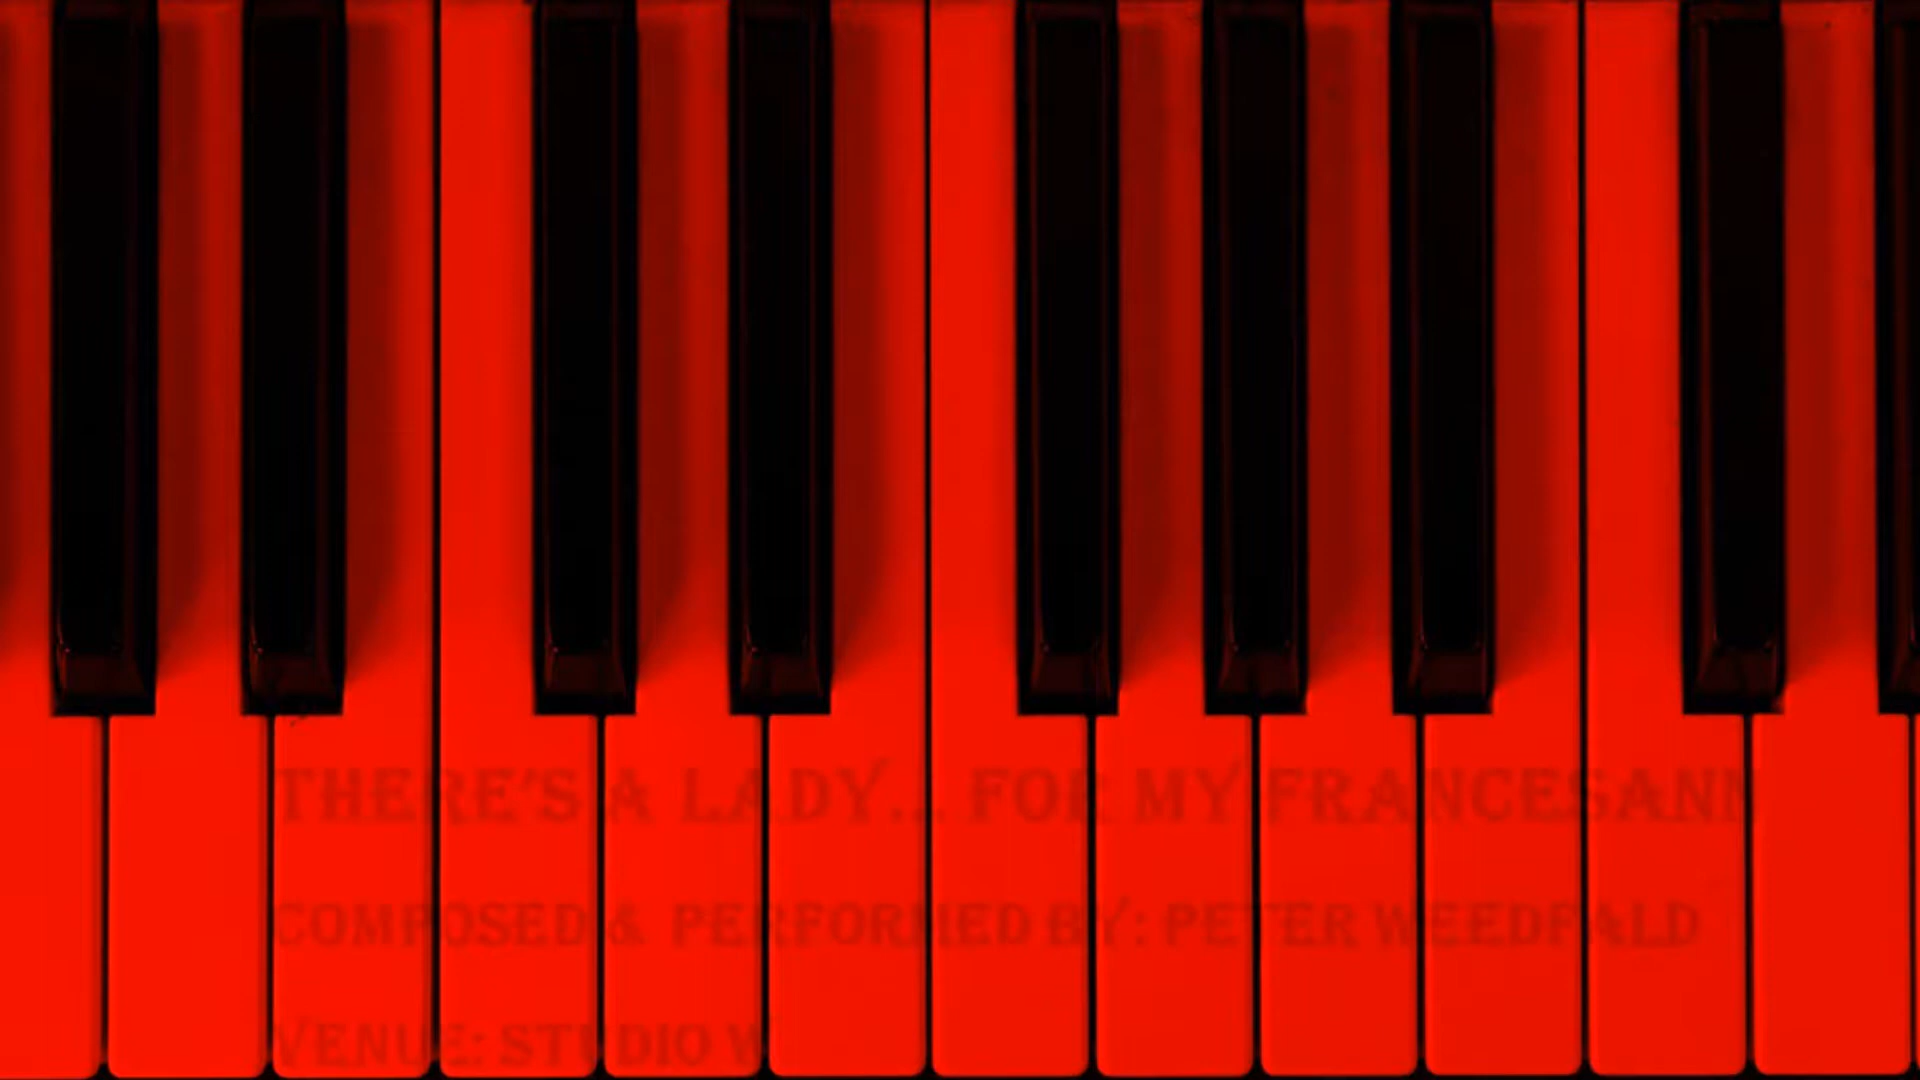 THERE'S A LADY... FOR MY FRANCESANN
COMPOSED & PERFORMED BY: PETER WEEDFALD
VENUE: STUDIO W